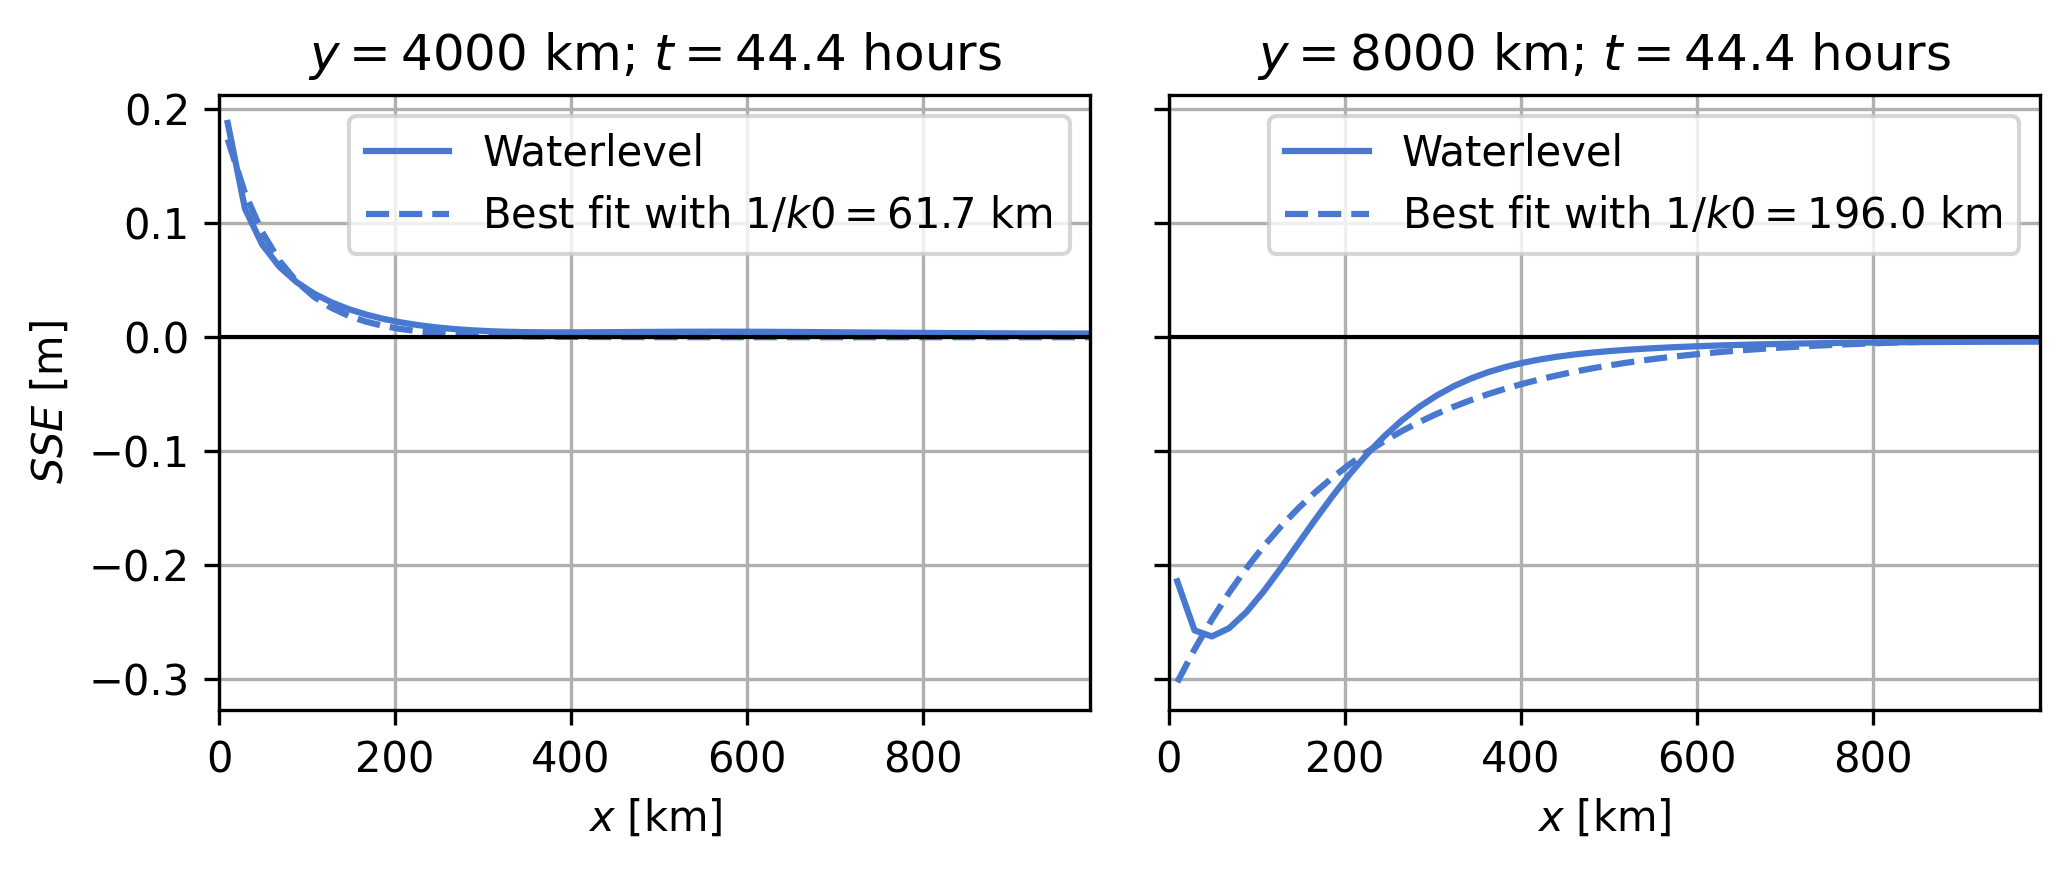 y = 4000 km; t = 44.4 hours
Waterlevel
Best fit with 1/k0 = 61.7 km
0.2
0.1
0.0
−0.1
−0.2
−0.3
SSE [m]
0 200 400 600 800
x [km]
y = 8000 km; t = 44.4 hours
Waterlevel
Best fit with 1/k0 = 196.0 km
0 200 400 600 800
x [km]